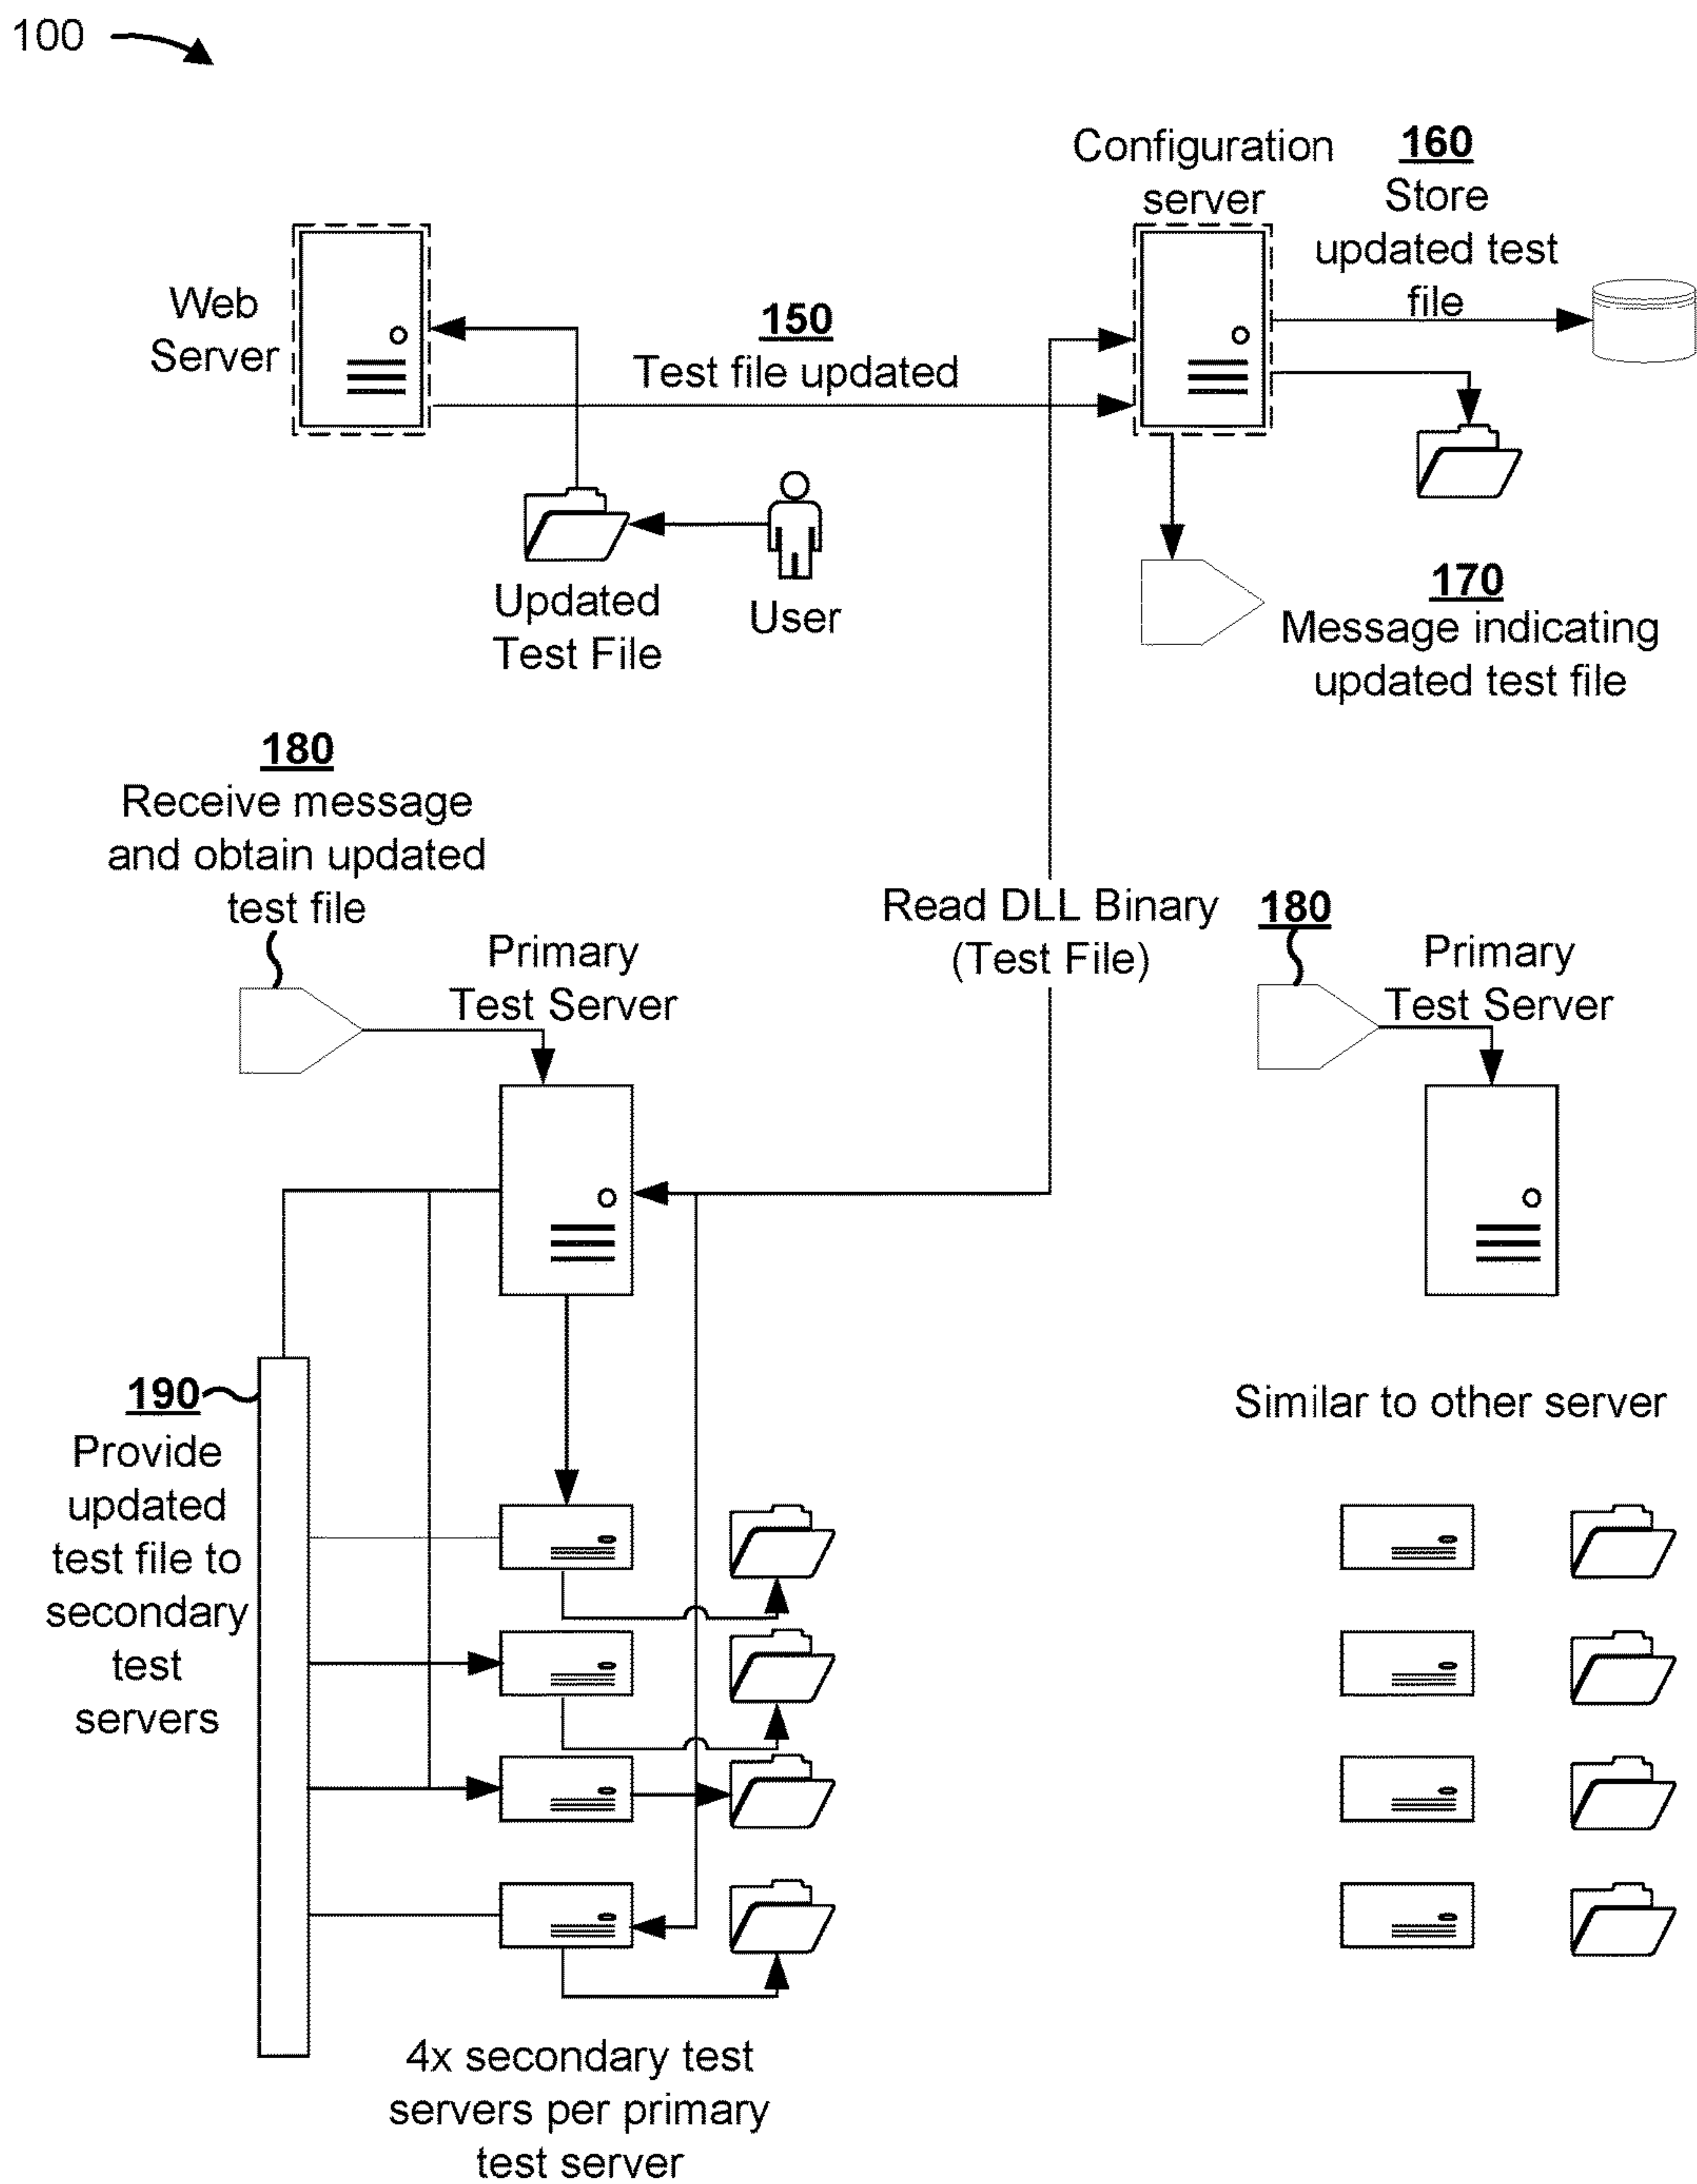 100
Configuration
server
160
Store
updated test
file
Web
Server
150
Test file updated
Updated
Test File
User
170
Message indicating
updated test file
180
Receive message
and obtain updated
test file
Primary
Test Server
Read DLL Binary
(Test File)
180
Primary
Test Server
190
Provide
updated
test file to
secondary
test
servers
Similar to other server
4x secondary test
servers per primary
test server